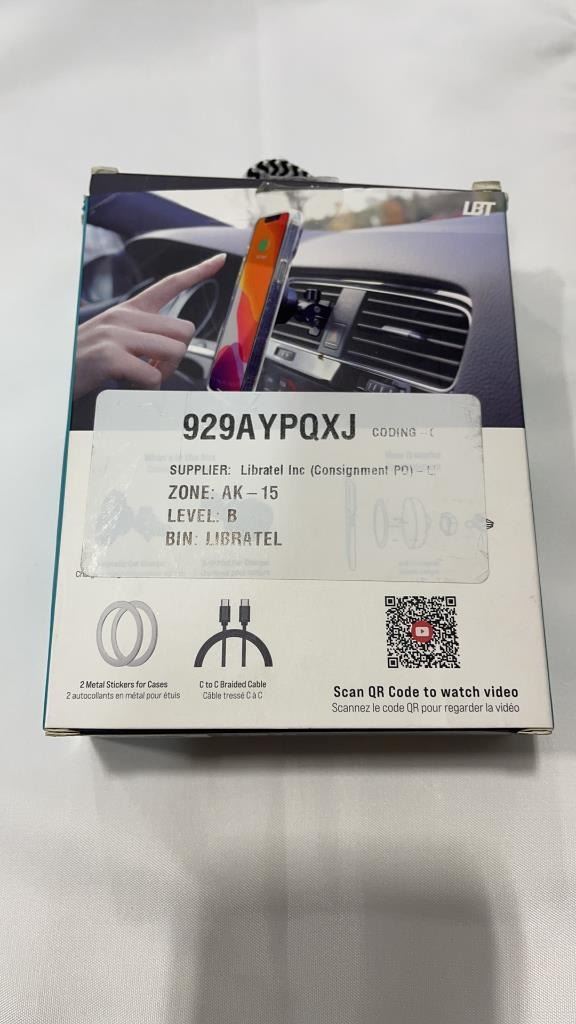 LBT
929AYPQXJ CODING -
SUPPLIER: Libratel Inc (Consignment PO) -
ZONE: AK - 15
LEVEL: B
BIN: LIBRATEL
2 Metal Stickers for Cases
2 autocollants en métal pour étuis
C to C Braided Cable
Câble tressé C à C
Scan QR Code to watch video
Scannez le code QR pour regarder la vidéo